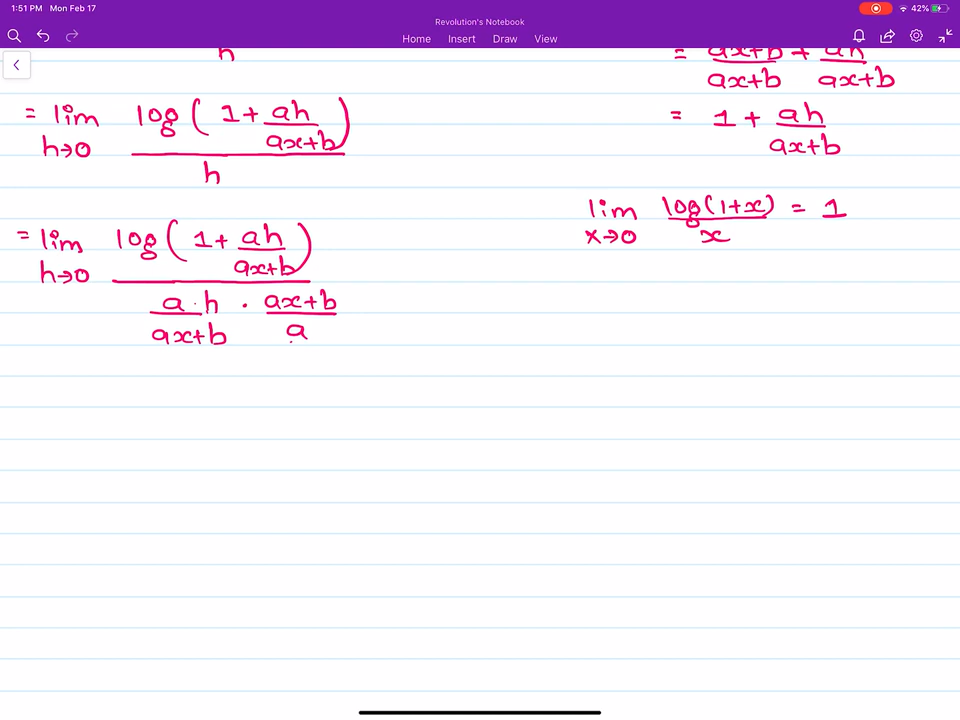 1:51 PM Mon Feb 17
42%
Revolution's Notebook
Home Insert Draw View
h
= ax+b + ah
ax+b ax+b
= lim log( 1+ ah
h→0 ax+b)
h
= 1 + ah
ax+b
lim log(1+x) = 1
x→0 x
= lim log( 1+ ah
h→0 ax+b)
a·h · ax+b
ax+b a